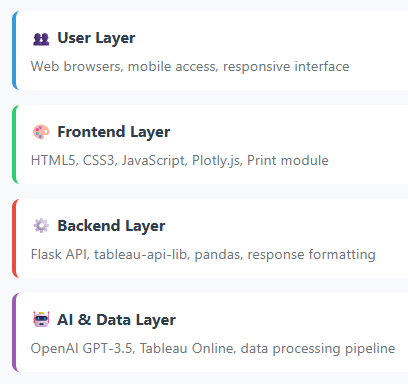 User Layer
Web browsers, mobile access, responsive interface
Frontend Layer
HTML5, CSS3, JavaScript, Plotly.js, Print module
Backend Layer
Flask API, tableau-api-lib, pandas, response formatting
AI & Data Layer
OpenAI GPT-3.5, Tableau Online, data processing pipeline